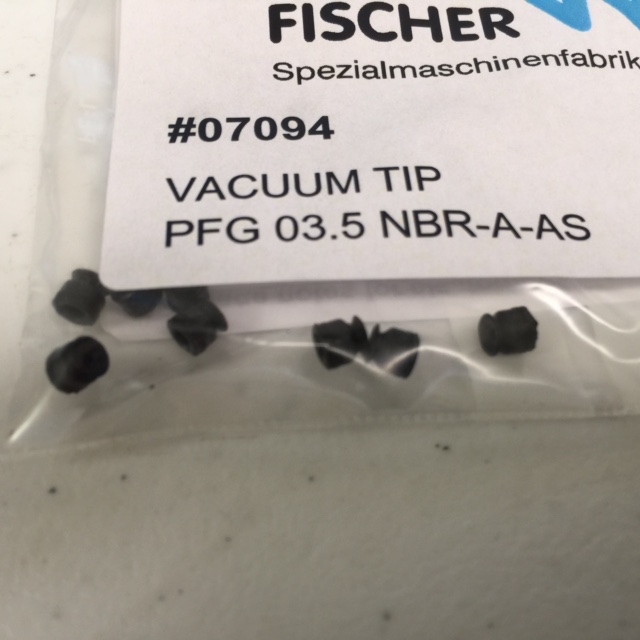 FISCHER
Spezialmaschinenfabrik
#07094
VACUUM TIP
PFG 03.5 NBR-A-AS